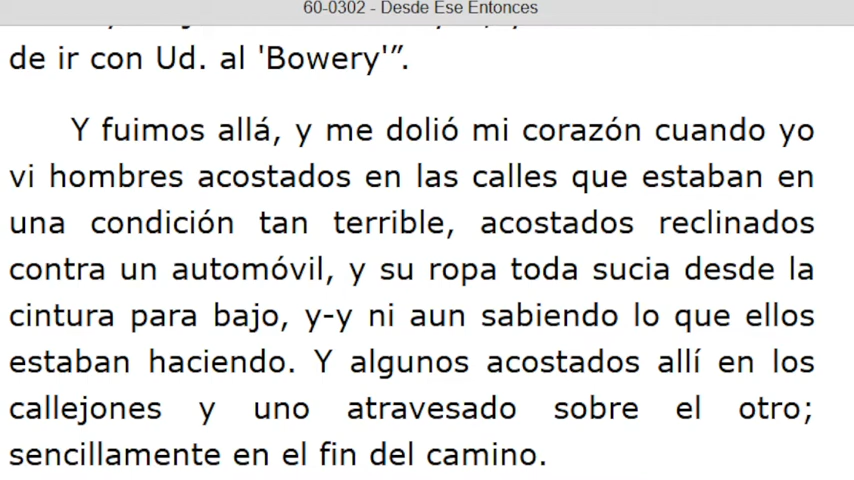 60-0302 - Desde Ese Entonces
de ir con Ud. al 'Bowery'”.
Y fuimos allá, y me dolió mi corazón cuando yo
vi hombres acostados en las calles que estaban en
una condición tan terrible, acostados reclinados
contra un automóvil, y su ropa toda sucia desde la
cintura para bajo, y-y ni aun sabiendo lo que ellos
estaban haciendo. Y algunos acostados allí en los
callejones y uno atravesado sobre el otro;
sencillamente en el fin del camino.